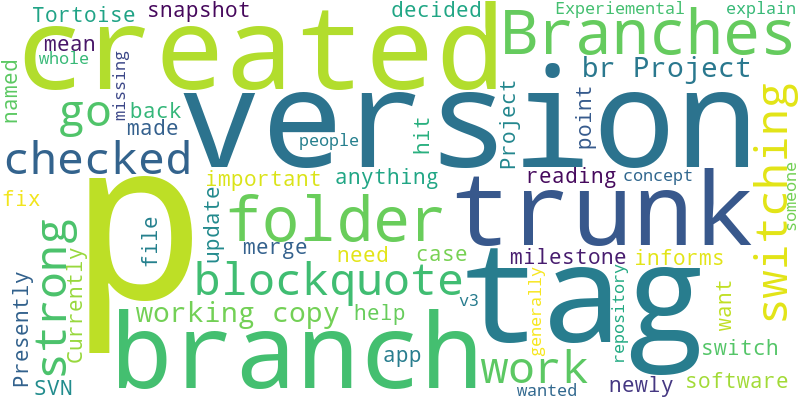 Tortoise
snapshot
decided
Experiemental
explain
mean
whole
created
Branches
named
missing
go
back
made
version
people
hit
Project
br Project
point
switching
checked
important
anything
reading
concept
someone
fix
p
folder
trunk
strong
file
update
merge
need
case
milestone
informs
Presently
Currently
blockquote
v3
tag
generally
repository
want
working copy
help
branch
app
work
switch
SVN
wanted
newly
software